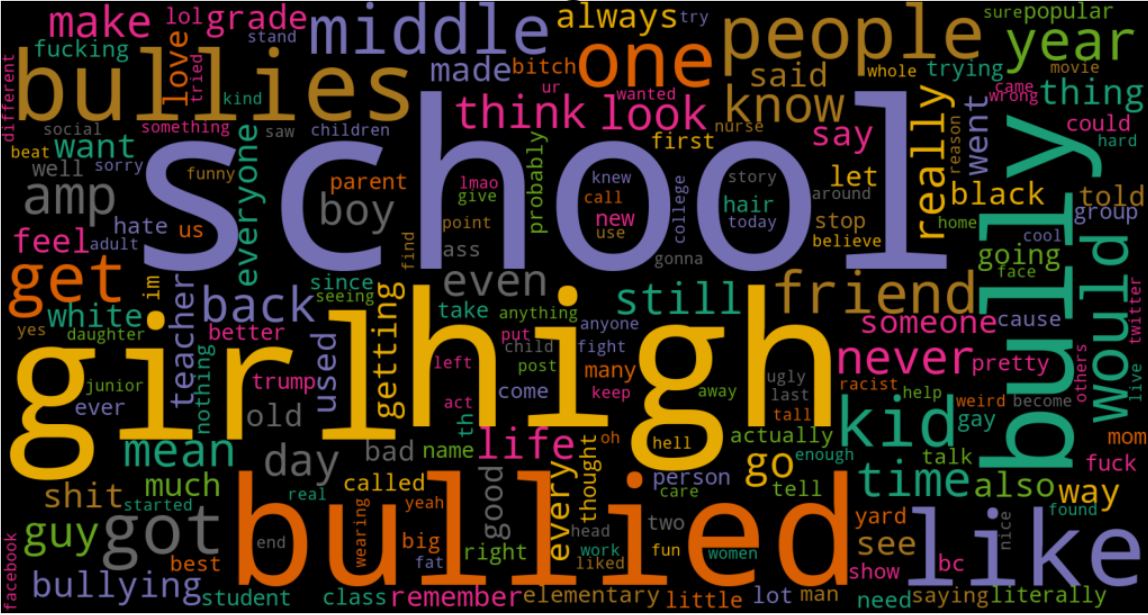 make
lol
grade
middle
always
try
people
sure
popular
fucking
stand
love
tried
one
year
bullies
kind
made
bitch
said
whole
trying
movie
different
ur
wanted
think
look
know
came
wrong
thing
social
something
saw
children
first
nurse
say
really
reason
went
could
hard
beat
want
everyone
school
probably
bully
well
sorry
funny
parent
lmao
give
knew
call
story
hair
around
let
black
told
amp
boy
new
use
college
today
stop
home
cool
group
hate
us
point
believe
feel
adult
find
ass
gonna
going
face
would
get
im
since
seeing
even
still
friend
twitter
white
teacher
back
getting
take
anything
someone
cause
yes
daughter
better
used
put
anyone
never
pretty
others
live
girl
high
nothing
left
child
fight
post
many
ugly
racist
help
weird
become
junior
trump
come
keep
away
last
tall
kid
gay
ever
old
act
th
life
oh
hell
actually
enough
talk
mom
mean
day
bad
name
thought
go
fuck
shit
much
called
good
every
person
tell
time
also
way
started
real
yeah
care
found
guy
got
bullied
wearing
big
head
two
yard
like
nice
end
right
work
fun
women
see
facebook
best
fat
liked
show
bc
bullying
student
class
remember
elementary
little
lot
man
need
saying
literally